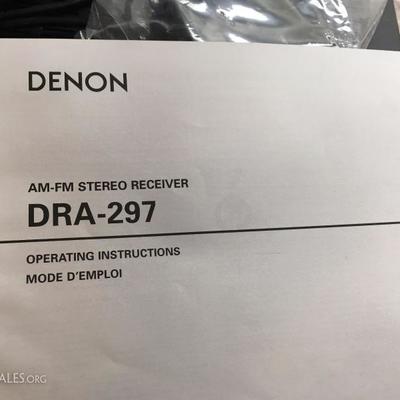 DENON
AM-FM STEREO RECEIVER
DRA-297
OPERATING INSTRUCTIONS
MODE D'EMPLOI
ALES.ORG